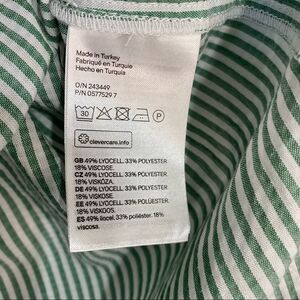 Made in Turkey
Fabriqué en Turquie
Hecho en Turquía
O/N 243449
P/N 0577529 7
30 P
clevercare.info
GB 49% LYOCELL. 33% POLYESTER.
18% VISCOSE.
CZ 49% LYOCELL. 33% POLYESTER.
18% VISKÓZA.
DE 49% LYOCELL. 33% POLYESTER.
18% VISKOSE.
EE 49% LÜOTSELL. 33% POLÜESTER.
18% VISKOOS.
ES 49% liocel. 33% poliéster. 18%
viscosa.